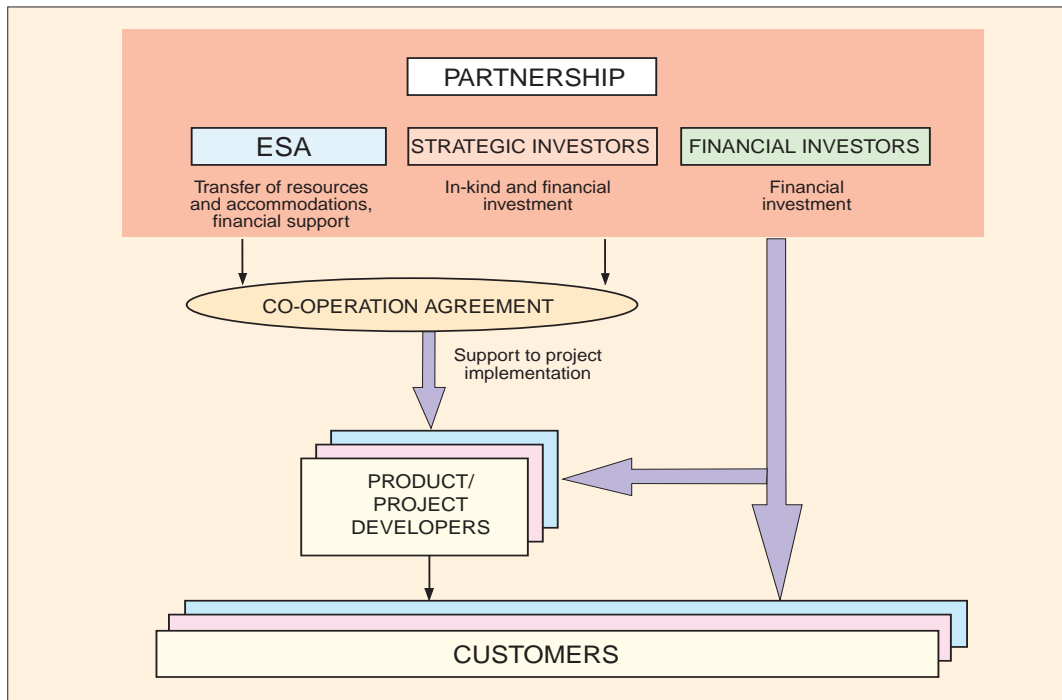 PARTNERSHIP
ESA
STRATEGIC INVESTORS
FINANCIAL INVESTORS
Transfer of resources
and accommodations,
financial support
In-kind and financial
investment
Financial
investment
CO-OPERATION AGREEMENT
Support to project
implementation
PRODUCT/
PROJECT
DEVELOPERS
CUSTOMERS